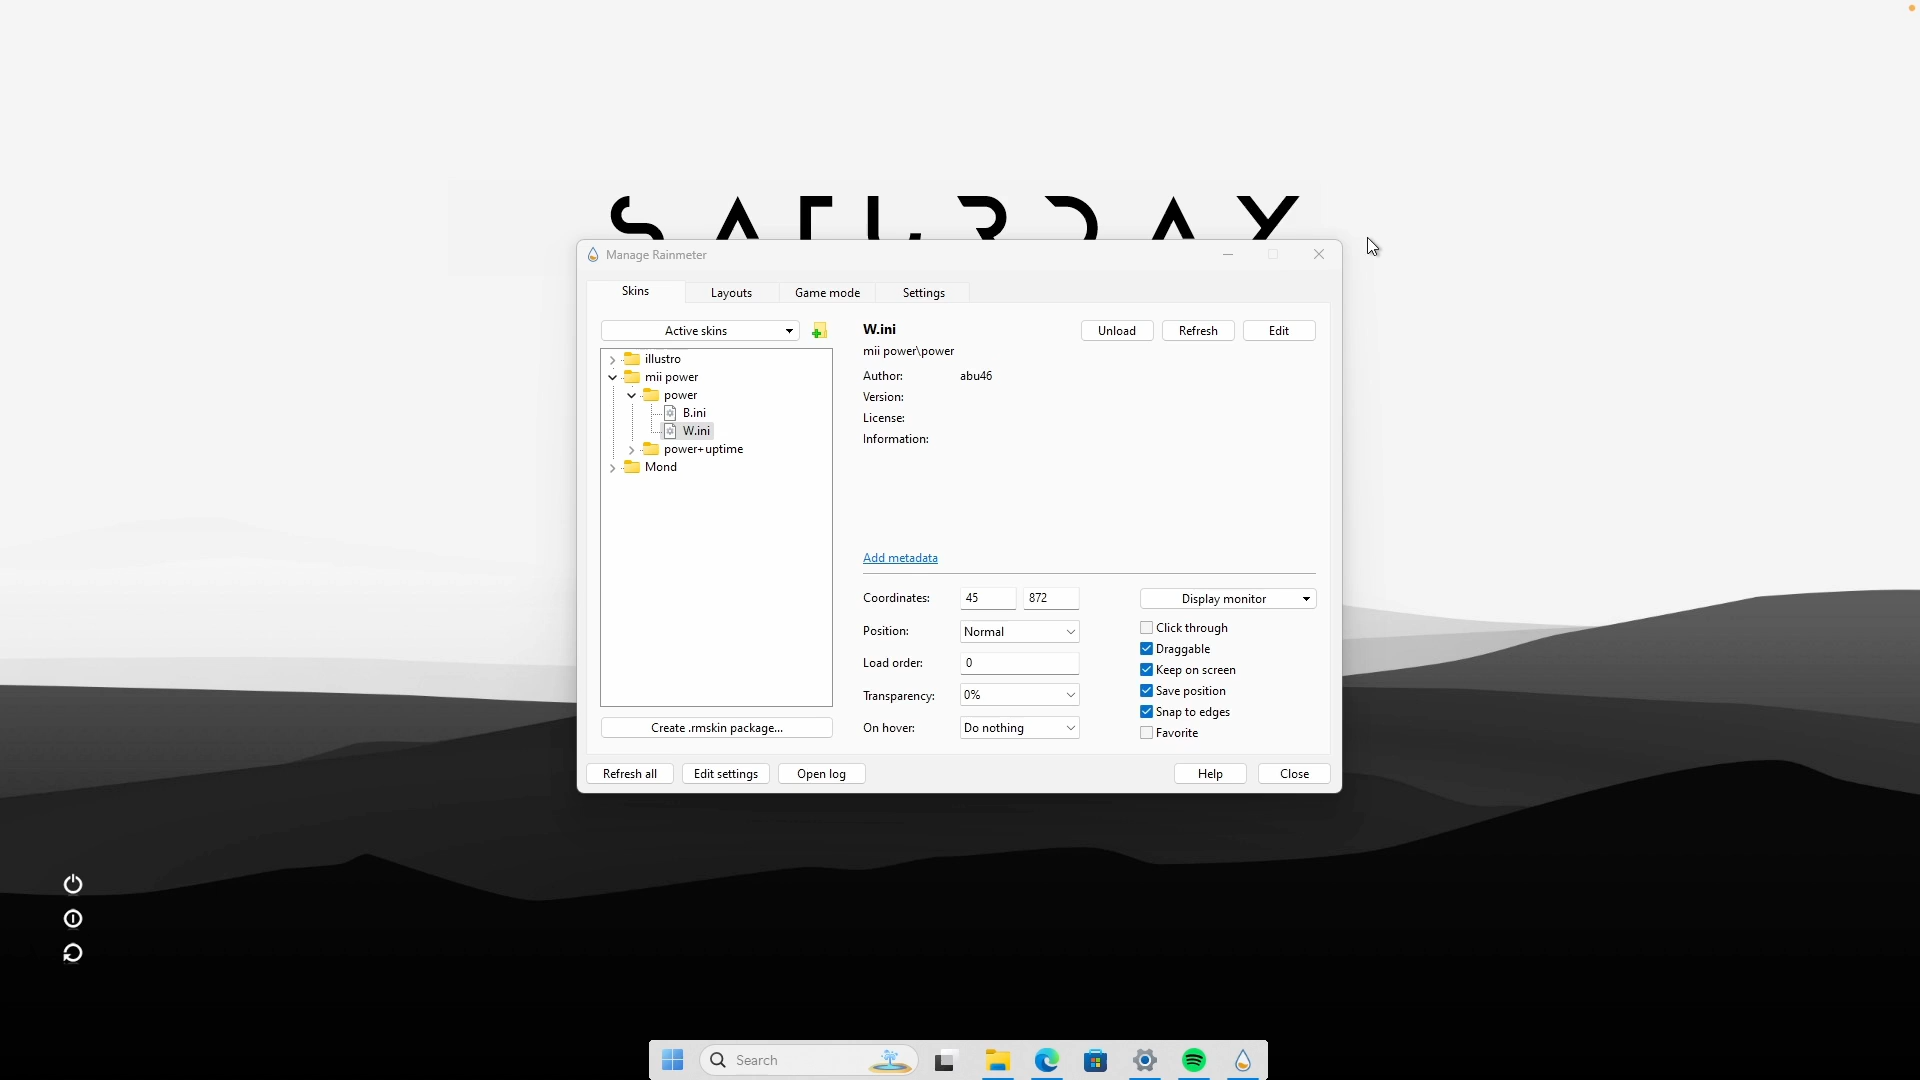 SATURDAY
Manage Rainmeter
Skins
Layouts
Game mode
Settings
Active skins
illustro
mii power
power
B.ini
W.ini
power+uptime
Mond
Create .rmskin package...
W.ini
Unload
Refresh
Edit
mii power\power
Author: abu46
Version:
License:
Information:
Add metadata
Coordinates: 45 872
Display monitor
Position: Normal
Load order: 0
Transparency: 0%
On hover: Do nothing
Click through
Draggable
Keep on screen
Save position
Snap to edges
Favorite
Refresh all
Edit settings
Open log
Help
Close
Search